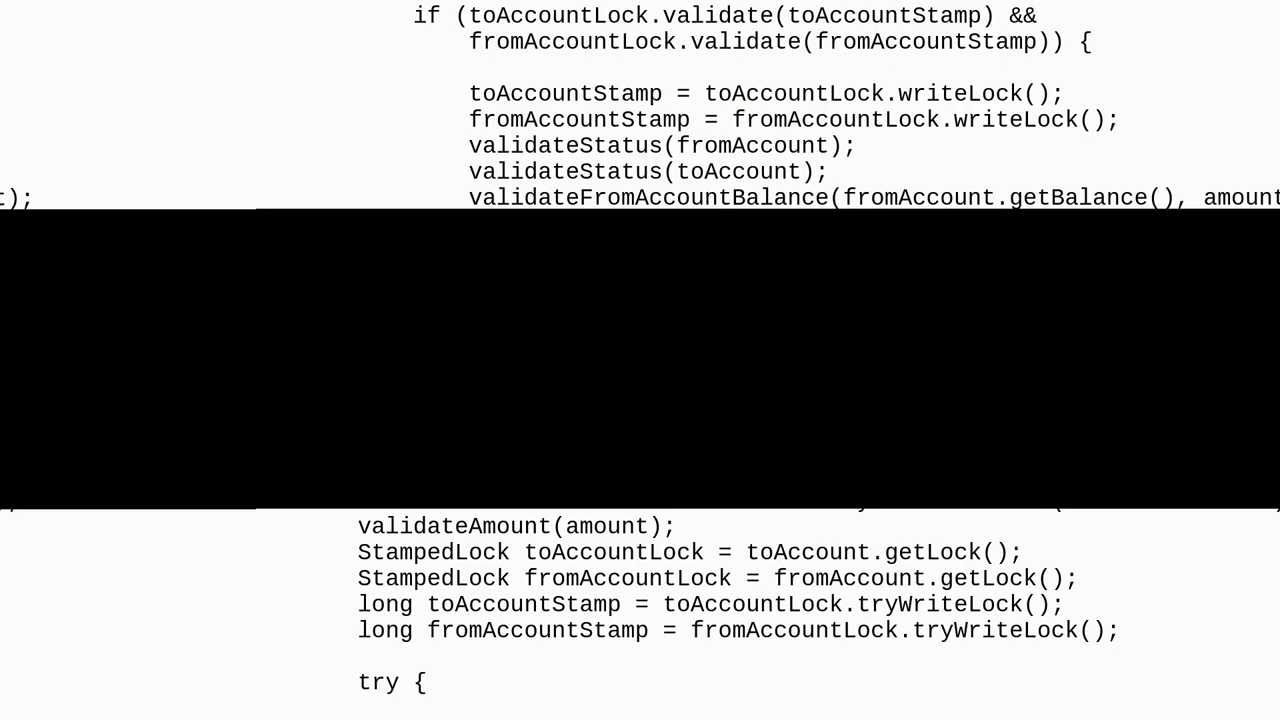 if (toAccountLock.validate(toAccountStamp) &&
fromAccountLock.validate(fromAccountStamp)) {
toAccountStamp = toAccountLock.writeLock();
fromAccountStamp = fromAccountLock.writeLock();
validateStatus(fromAccount);
validateStatus(toAccount);
t); validateFromAccountBalance(fromAccount.getBalance(), amount
validateAmount(amount);
StampedLock toAccountLock = toAccount.getLock();
StampedLock fromAccountLock = fromAccount.getLock();
long toAccountStamp = toAccountLock.tryWriteLock();
long fromAccountStamp = fromAccountLock.tryWriteLock();
try {